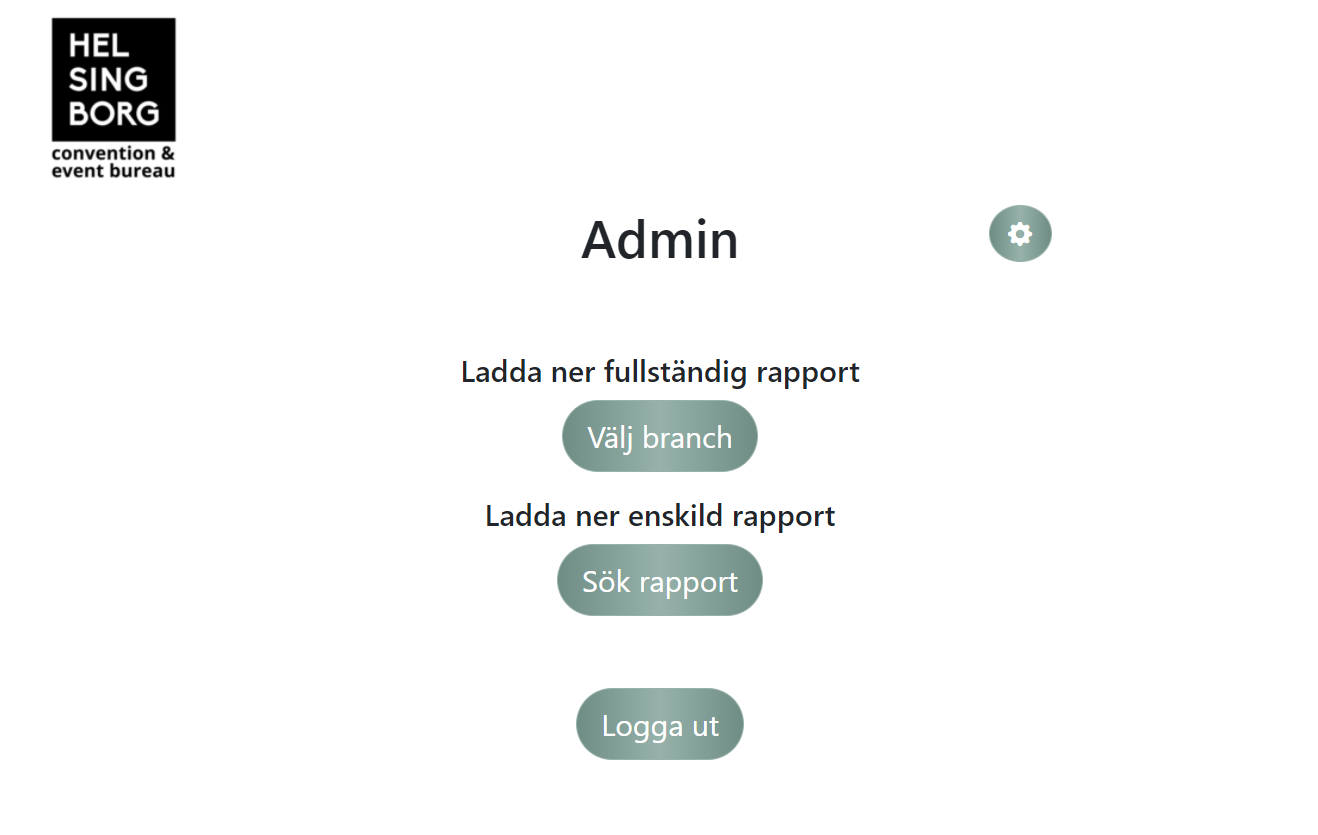 HEL
SING
BORG
convention &
event bureau
Admin
Ladda ner fullständig rapport
Välj branch
Ladda ner enskild rapport
Sök rapport
Logga ut